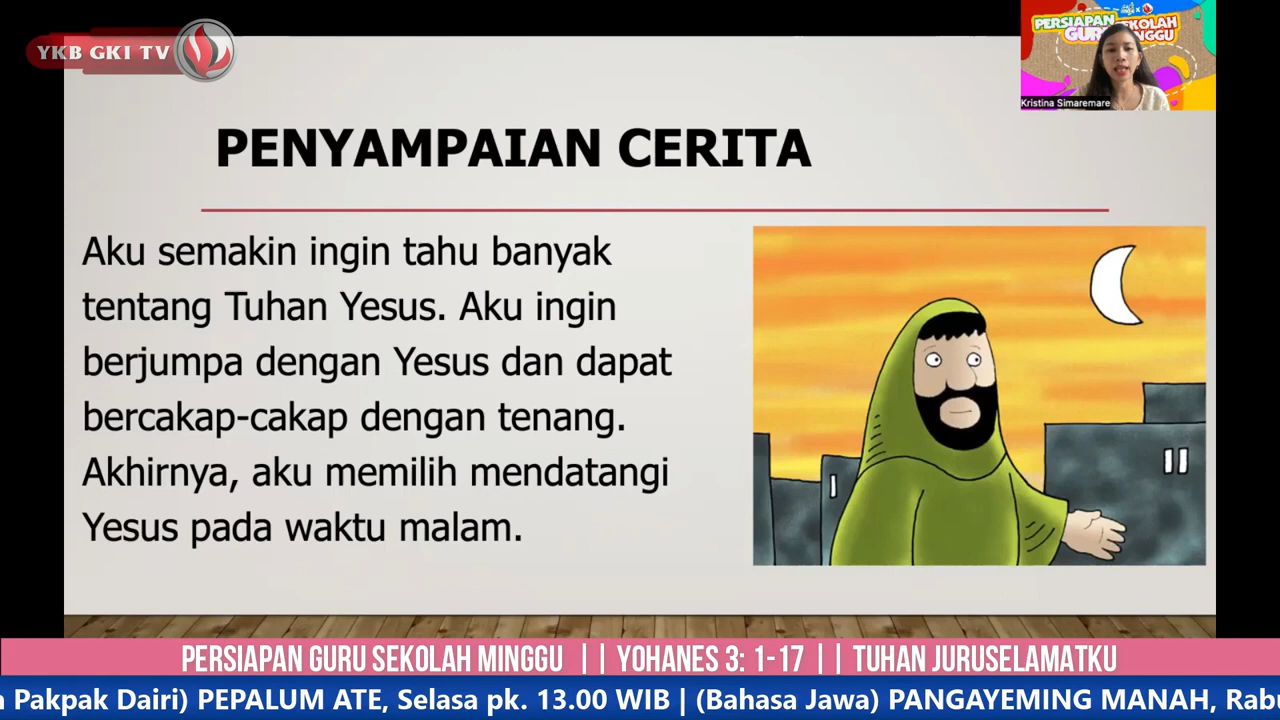 YKB GKI TV
PERSIAPAN
GURU SEKOLAH
MINGGU
Kristina Simaremare
PENYAMPAIAN CERITA
Aku semakin ingin tahu banyak
tentang Tuhan Yesus. Aku ingin
berjumpa dengan Yesus dan dapat
bercakap-cakap dengan tenang.
Akhirnya, aku memilih mendatangi
Yesus pada waktu malam.
PERSIAPAN GURU SEKOLAH MINGGU || YOHANES 3: 1-17 || TUHAN JURUSELAMATKU
Pakpak Dairi) PEPALUM ATE, Selasa pk. 13.00 WIB | (Bahasa Jawa) PANGAYEMING MANAH, Rabu